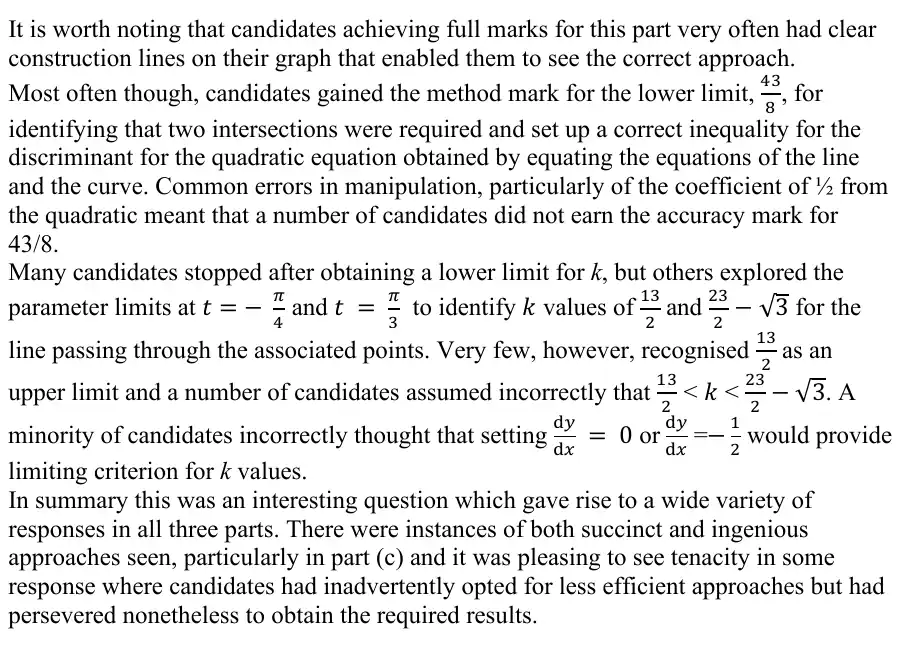 It is worth noting that candidates achieving full marks for this part very often had clear
construction lines on their graph that enabled them to see the correct approach.
Most often though, candidates gained the method mark for the lower limit, 43/8, for
identifying that two intersections were required and set up a correct inequality for the
discriminant for the quadratic equation obtained by equating the equations of the line
and the curve. Common errors in manipulation, particularly of the coefficient of ½ from
the quadratic meant that a number of candidates did not earn the accuracy mark for
43/8.
Many candidates stopped after obtaining a lower limit for k, but others explored the
parameter limits at t = − π/4 and t = π/3 to identify k values of 13/2 and 23/2 − √3 for the
line passing through the associated points. Very few, however, recognised 13/2 as an
upper limit and a number of candidates assumed incorrectly that 13/2 < k < 23/2 − √3. A
minority of candidates incorrectly thought that setting dy/dx = 0 or dy/dx =− 1/2 would provide
limiting criterion for k values.
In summary this was an interesting question which gave rise to a wide variety of
responses in all three parts. There were instances of both succinct and ingenious
approaches seen, particularly in part (c) and it was pleasing to see tenacity in some
response where candidates had inadvertently opted for less efficient approaches but had
persevered nonetheless to obtain the required results.